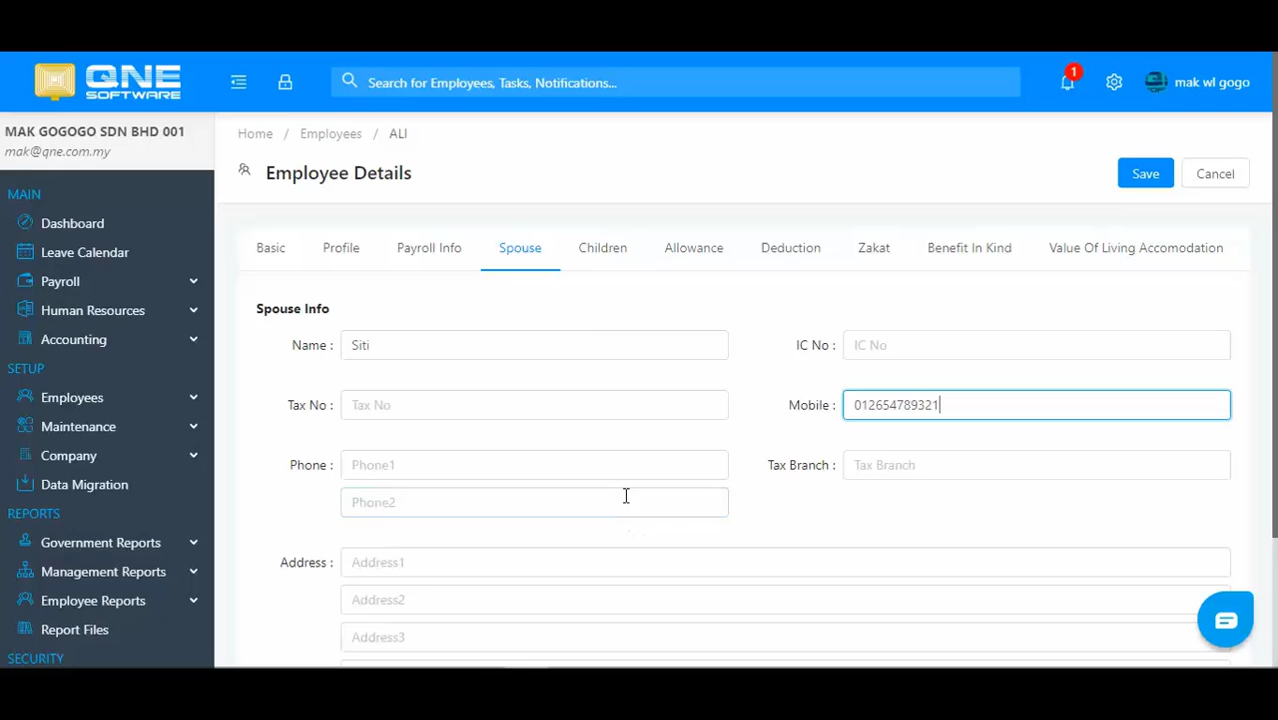 QNE
SOFTWARE
Search for Employees, Tasks, Notifications...
1
mak wl gogo
MAK GOGOGO SDN BHD 001
mak@qne.com.my
Home / Employees / ALI
Employee Details
Save
Cancel
MAIN
Dashboard
Leave Calendar
Payroll
Human Resources
Accounting
SETUP
Employees
Maintenance
Company
Data Migration
REPORTS
Government Reports
Management Reports
Employee Reports
Report Files
SECURITY
Basic Profile Payroll Info Spouse Children Allowance Deduction Zakat Benefit In Kind Value Of Living Accomodation
Spouse Info
Name : Siti
IC No : IC No
Tax No : Tax No
Mobile : 012654789321
Phone : Phone1
Tax Branch : Tax Branch
Phone2
Address : Address1
Address2
Address3